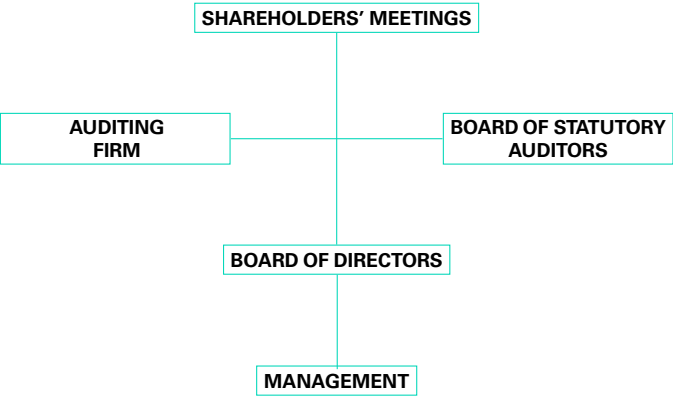 SHAREHOLDERS’ MEETINGS
AUDITING
FIRM
BOARD OF STATUTORY
AUDITORS
BOARD OF DIRECTORS
MANAGEMENT